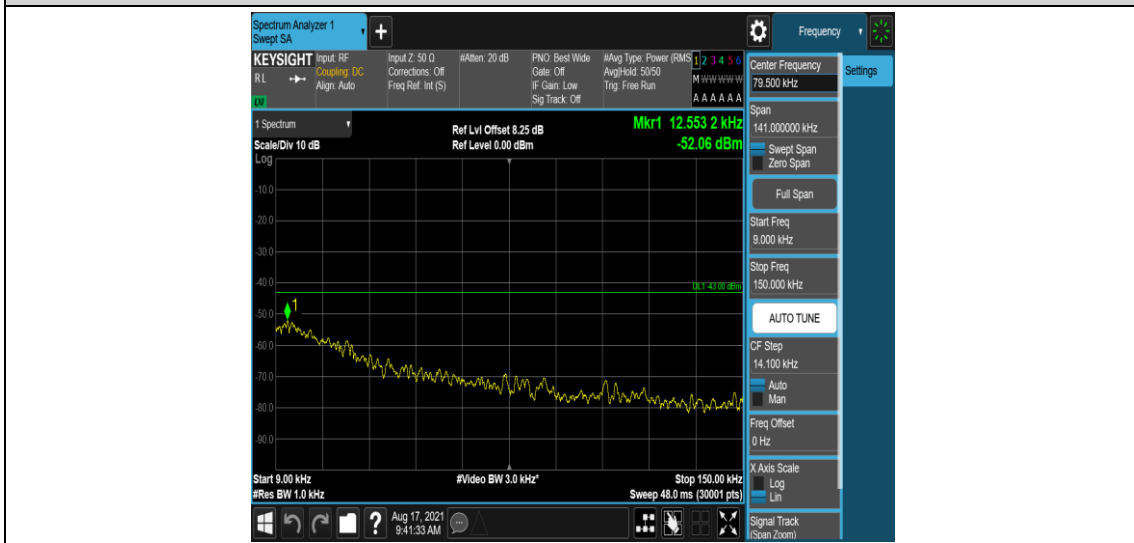 Spectrum Analyzer 1
Swept SA
+
Frequency
KEYSIGHT
RL
LXI
Input: RF
Coupling: DC
Align: Auto
Input Z: 50 Ω
Corrections: Off
Freq Ref: Int (S)
#Atten: 20 dB
PNO: Best Wide
Gate: Off
IF Gain: Low
Sig Track: Off
#Avg Type: Power (RMS
Avg|Hold: 50/50
Trig: Free Run
1 2 3 4 5 6
M W W W W W
A A A A A A
Center Frequency
79.500 kHz
Settings
1 Spectrum
Scale/Div 10 dB
Ref Lvl Offset 8.25 dB
Ref Level 0.00 dBm
Mkr1 12.553 2 kHz
-52.06 dBm
Log
-10.0
-20.0
-30.0
-40.0
-50.0
-60.0
-70.0
-80.0
-90.0
DL1 -43.00 dBm
1
Start 9.00 kHz
#Res BW 1.0 kHz
#Video BW 3.0 kHz*
Stop 150.00 kHz
Sweep 48.0 ms (30001 pts)
Span
141.000000 kHz
Swept Span
Zero Span
Full Span
Start Freq
9.000 kHz
Stop Freq
150.000 kHz
AUTO TUNE
CF Step
14.100 kHz
Auto
Man
Freq Offset
0 Hz
X Axis Scale
Log
Lin
Signal Track
(Span Zoom)
?
Aug 17, 2021
9:41:33 AM